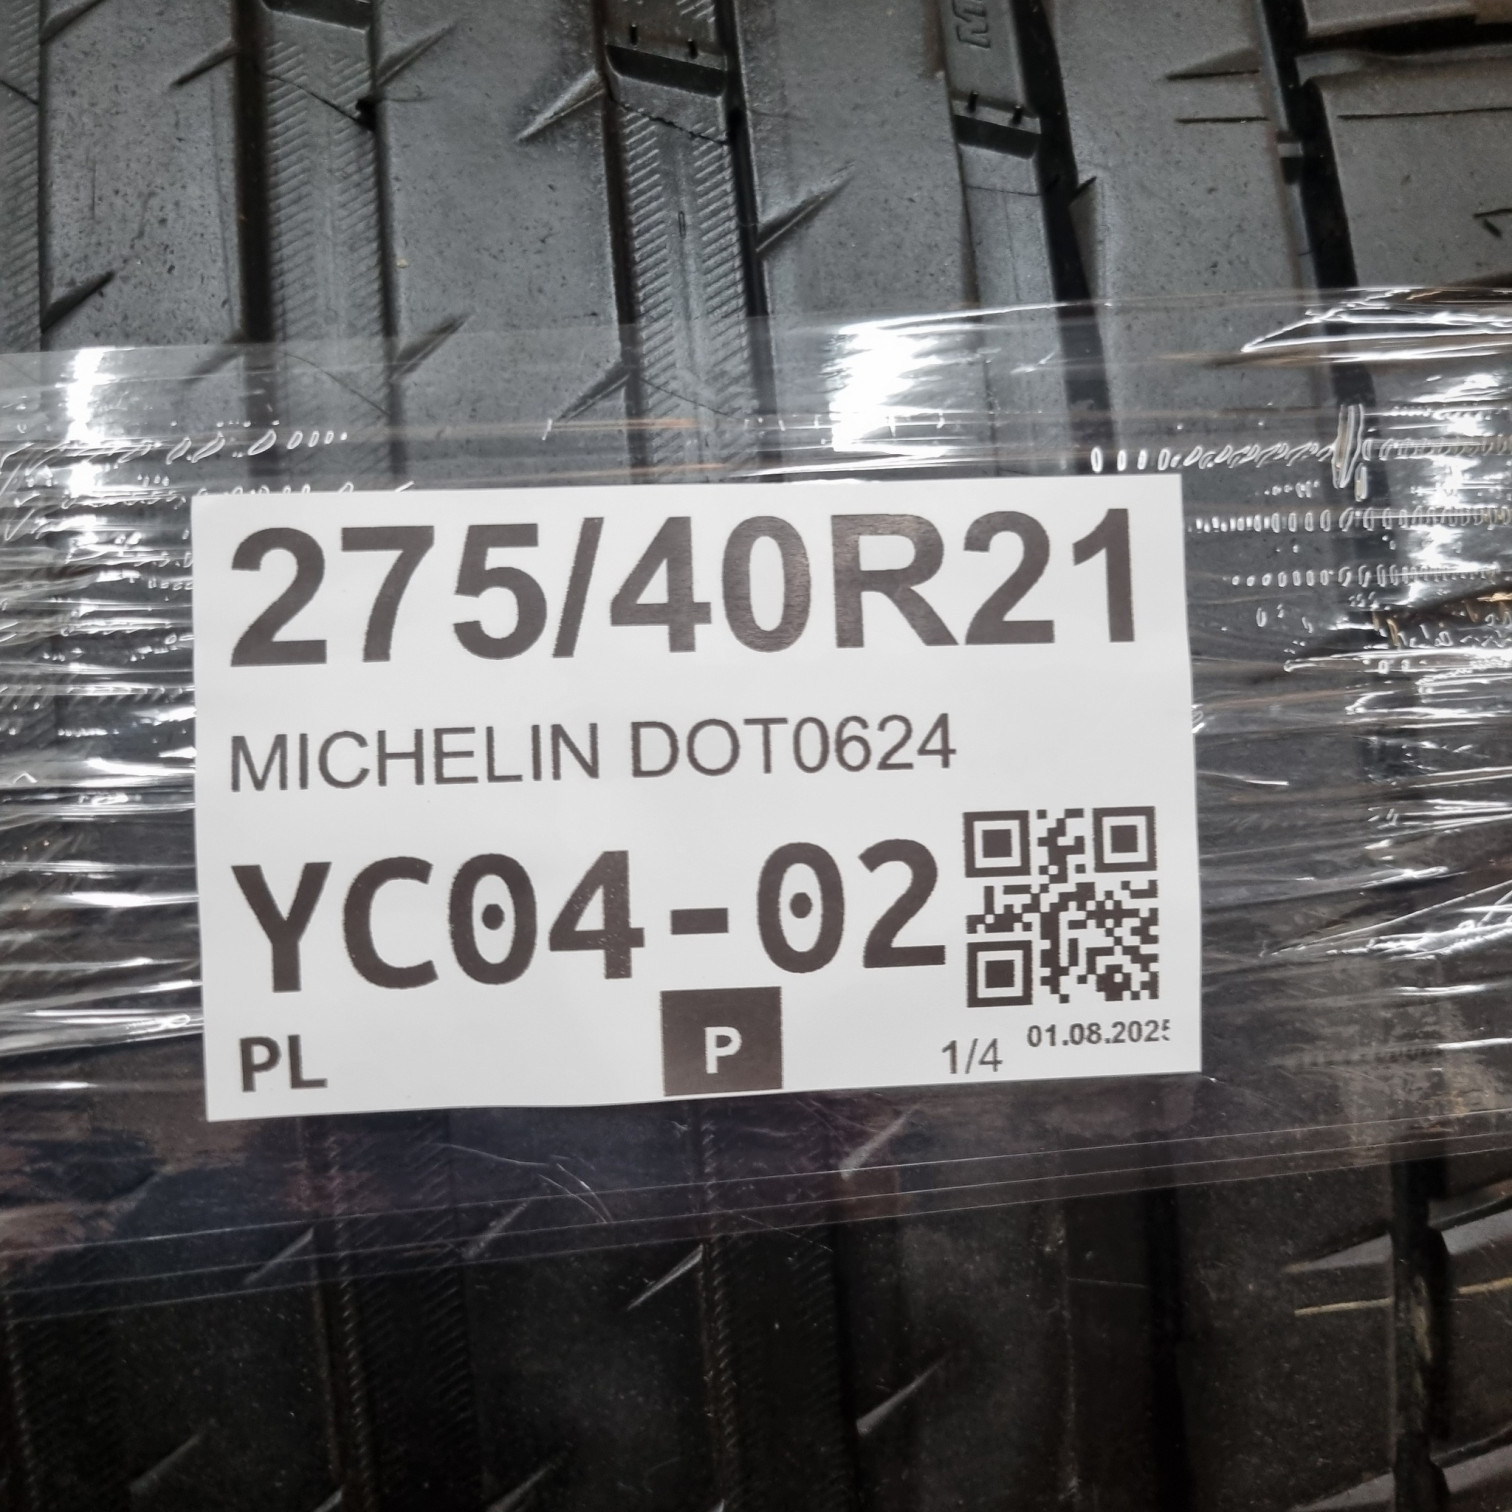 275/40R21
MICHELIN DOT0624
YC04-02
PL
P
1/4
01.08.2025